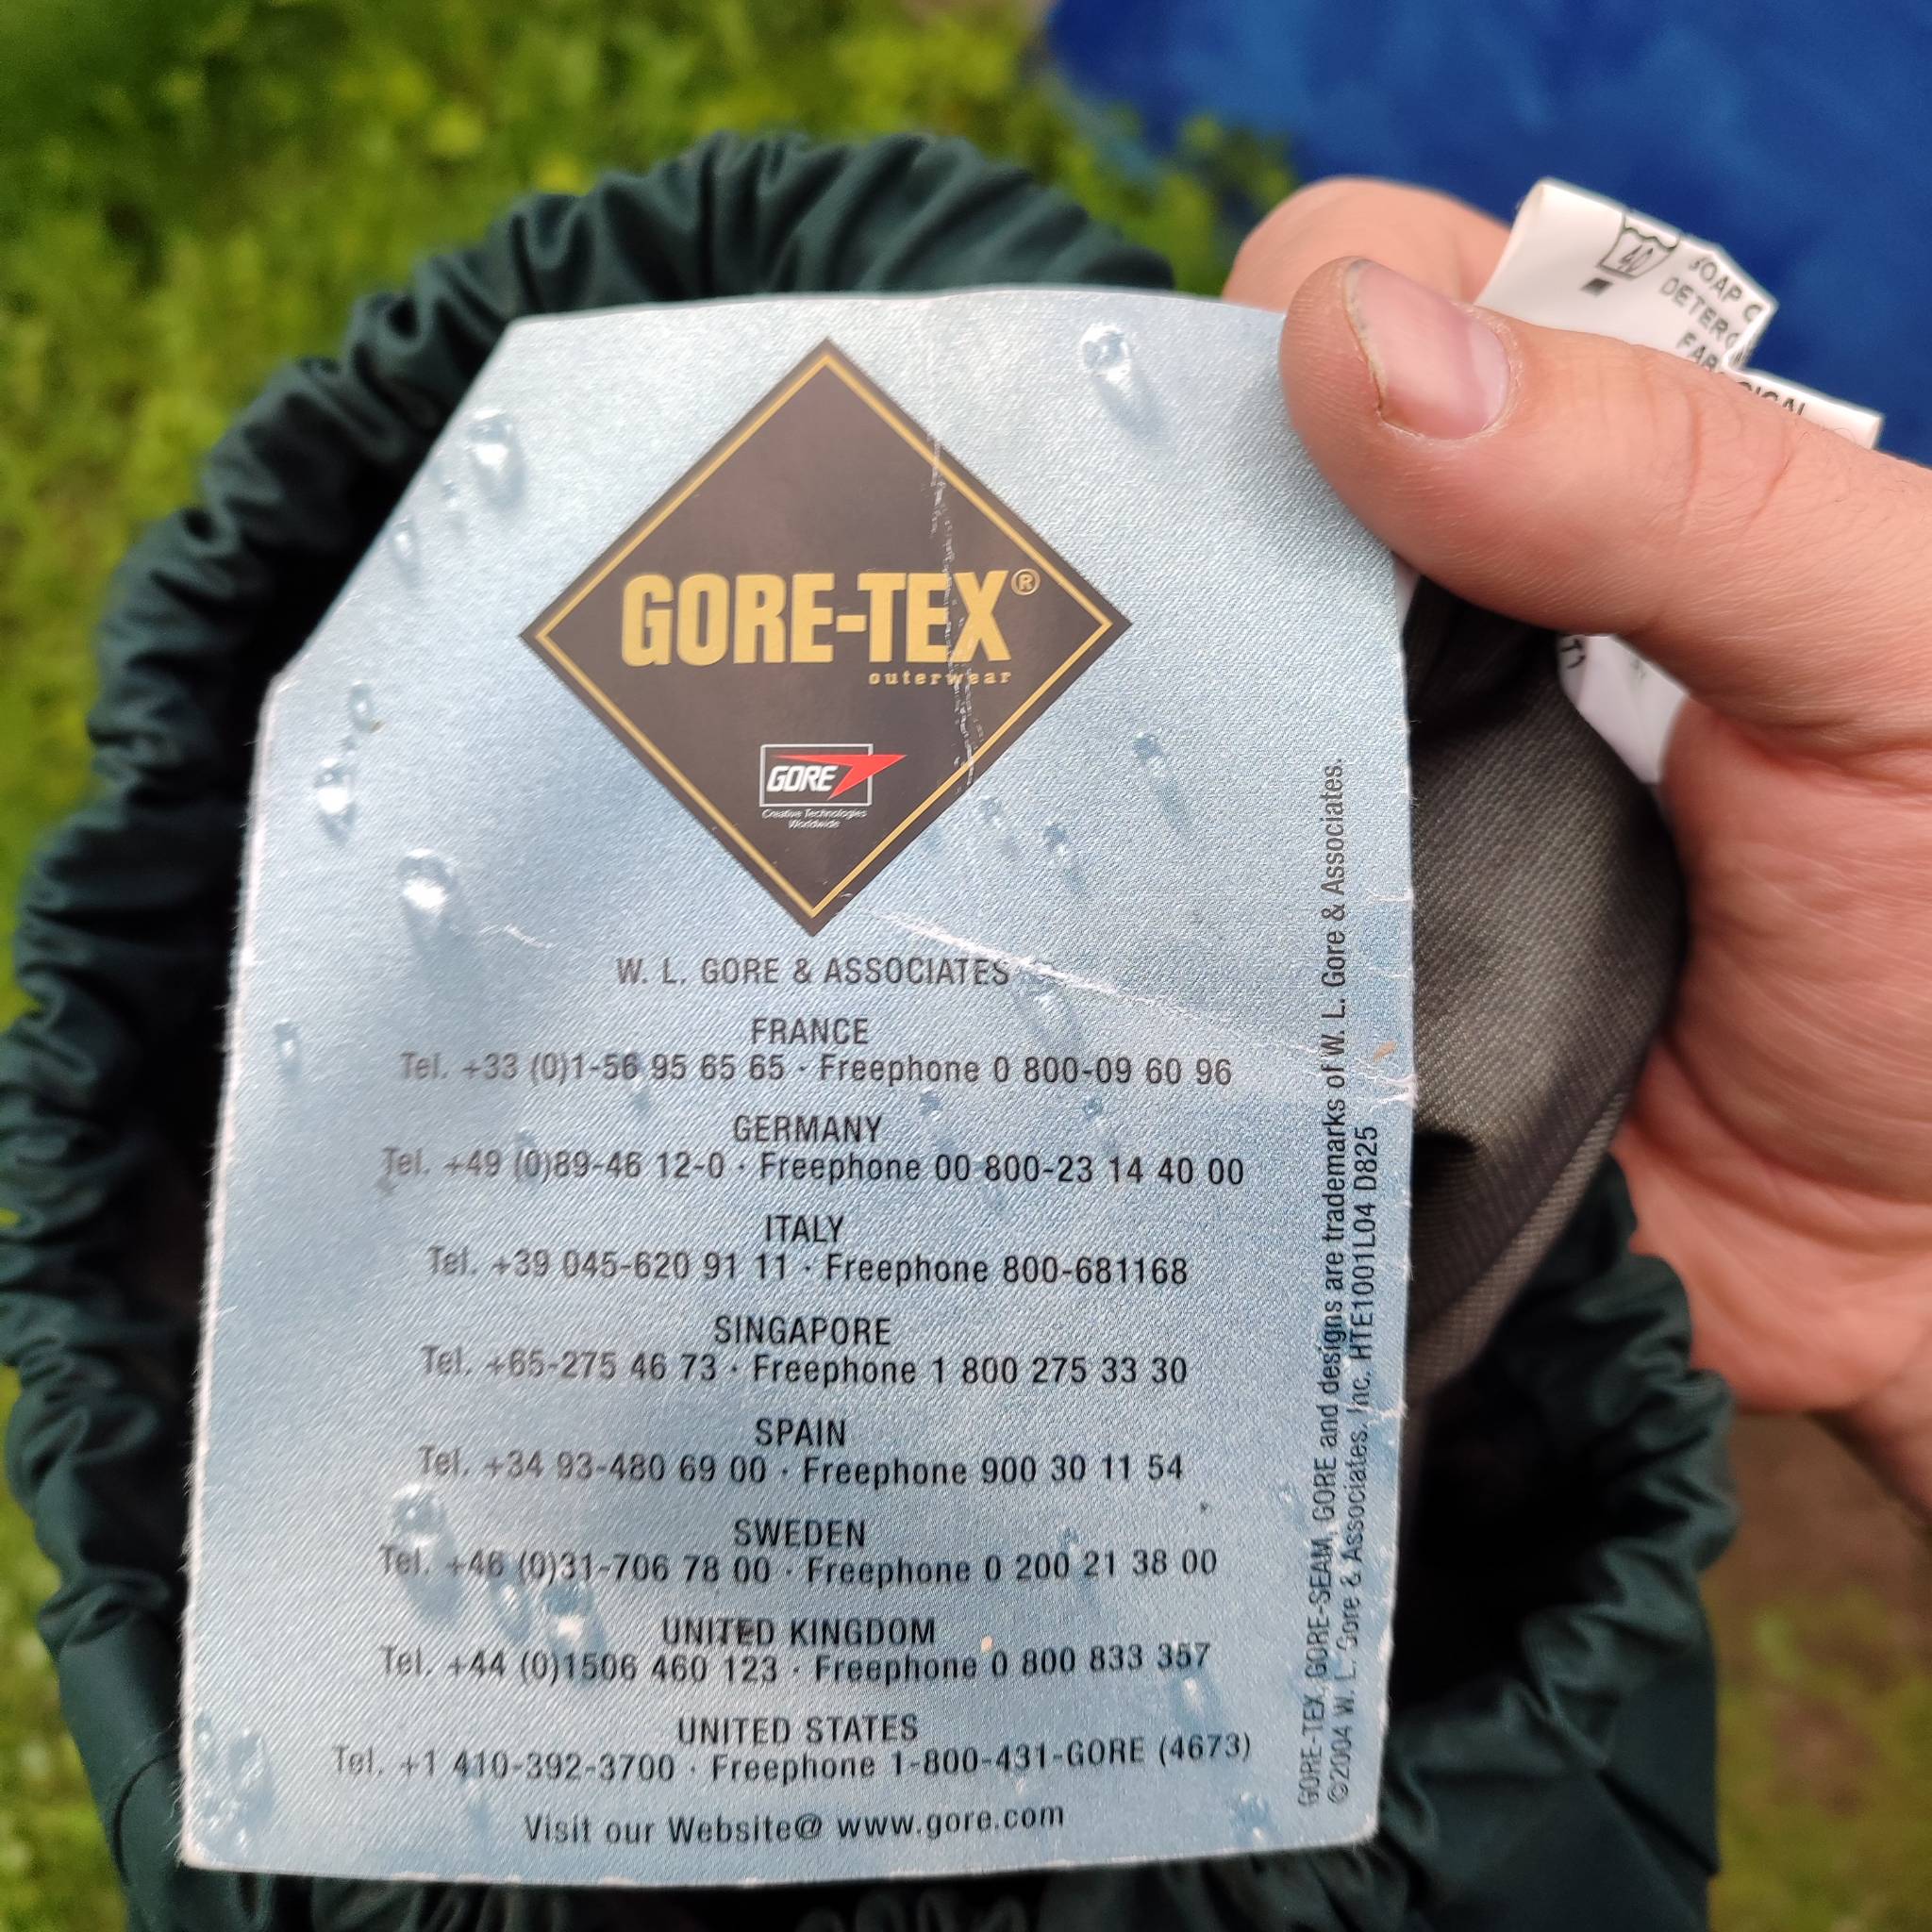 GORE-TEX®
outerwear
GORE
Creative Technologies
Worldwide
W. L. GORE & ASSOCIATES
FRANCE
Tel. +33 (0)1-56 95 65 65 · Freephone 0 800-09 60 96
GERMANY
Tel. +49 (0)89-46 12-0 · Freephone 00 800-23 14 40 00
ITALY
Tel. +39 045-620 91 11 · Freephone 800-681168
SINGAPORE
Tel. +65-275 46 73 · Freephone 1 800 275 33 30
SPAIN
Tel. +34 93-480 69 00 · Freephone 900 30 11 54
SWEDEN
Tel. +46 (0)31-706 78 00 · Freephone 0 200 21 38 00
UNITED KINGDOM
Tel. +44 (0)1506 460 123 · Freephone 0 800 833 357
UNITED STATES
Tel. +1 410-392-3700 · Freephone 1-800-431-GORE (4673)
Visit our Website@ www.gore.com
GORE-TEX, GORE-SEAM, GORE and designs are trademarks of W. L. Gore & Associates.
©2004 W. L. Gore & Associates. Inc. HTE1001L04 D825
40
SOAP